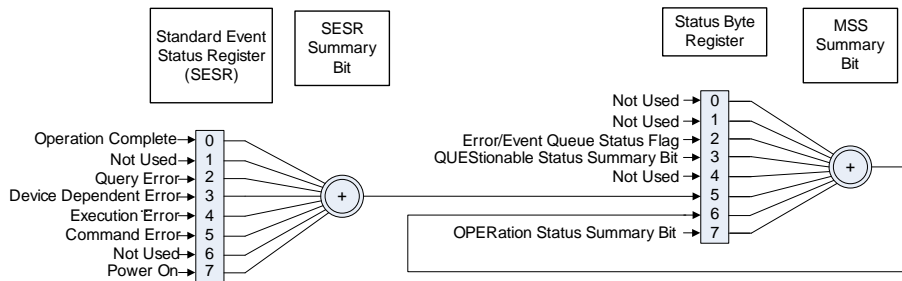 Standard Event
Status Register
(SESR)
SESR
Summary
Bit
Status Byte
Register
MSS
Summary
Bit
Operation Complete 0
Not Used 1
Query Error 2
Device Dependent Error 3
Execution Error 4
Command Error 5
Not Used 6
Power On 7
+
Not Used 0
Not Used 1
Error/Event Queue Status Flag 2
QUEStionable Status Summary Bit 3
Not Used 4
5
6
OPERation Status Summary Bit 7
+